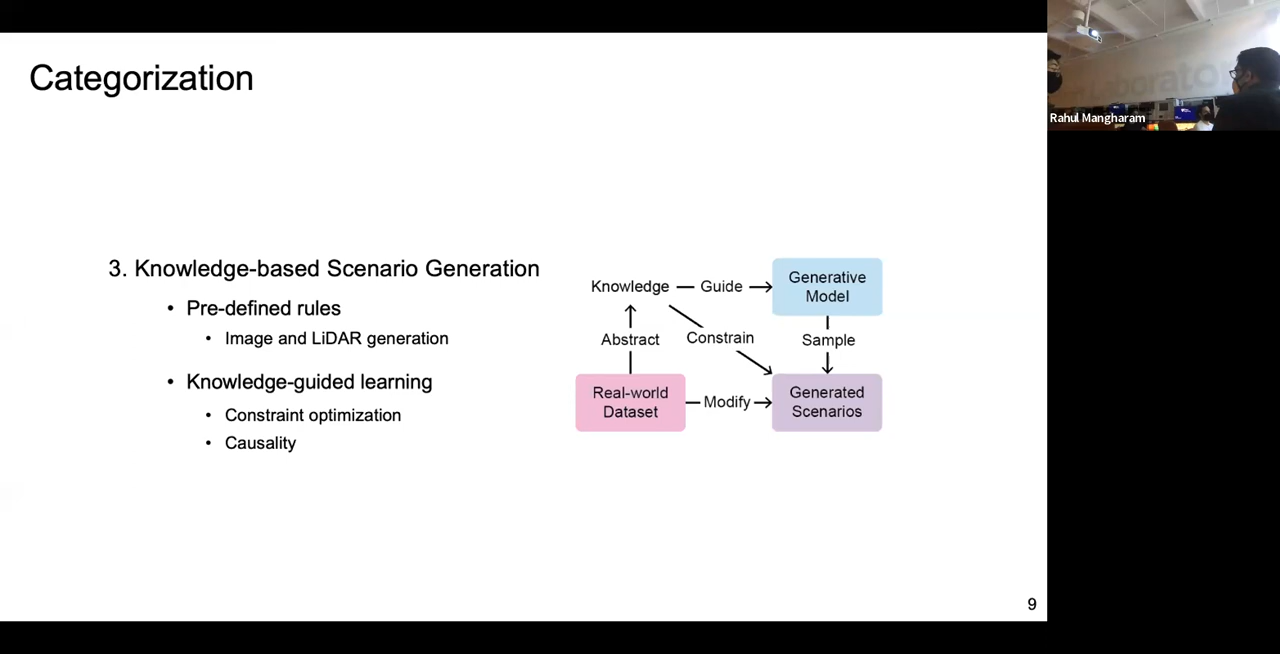 Categorization
3. Knowledge-based Scenario Generation
• Pre-defined rules
• Image and LiDAR generation
• Knowledge-guided learning
• Constraint optimization
• Causality
Knowledge
Guide
Generative
Model
Abstract
Constrain
Sample
Real-world
Dataset
Modify
Generated
Scenarios
9
Rahul Mangharam